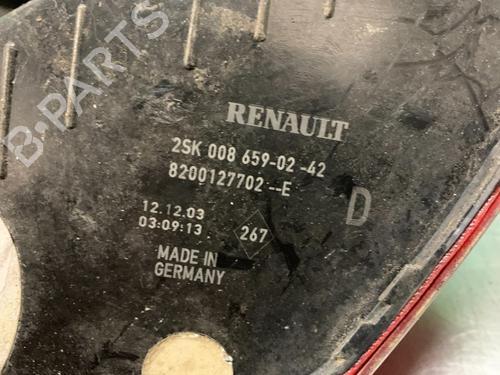 B-PARTS
RENAULT
2SK 008 659-02-42
8200127702--E
12.12.03
03:09:13
267
D
MADE IN
GERMANY